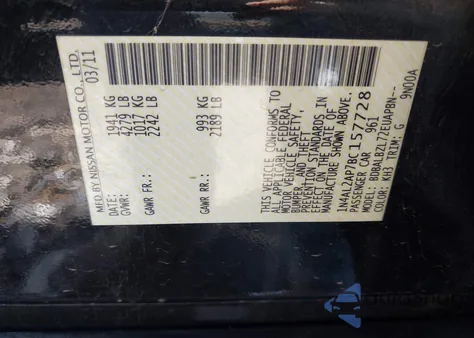 MFD BY NISSAN MOTOR CO., LTD.
DATE: 03/11
GVWR: 1941 KG
4279 LB
GAWR FR.: 1017 KG
2242 LB
GAWR RR.: 993 KG
2189 LB
THIS VEHICLE CONFORMS TO
ALL APPLICABLE FEDERAL
MOTOR VEHICLE SAFETY,
BUMPER, AND THEFT
PREVENTION STANDARDS IN
EFFECT ON THE DATE OF
MANUFACTURE SHOWN ABOVE.
1N4AL2AP7BC157728
PASSENGER CAR 961
MODEL:
COLOR: KH3 TRIM: G 9N00A